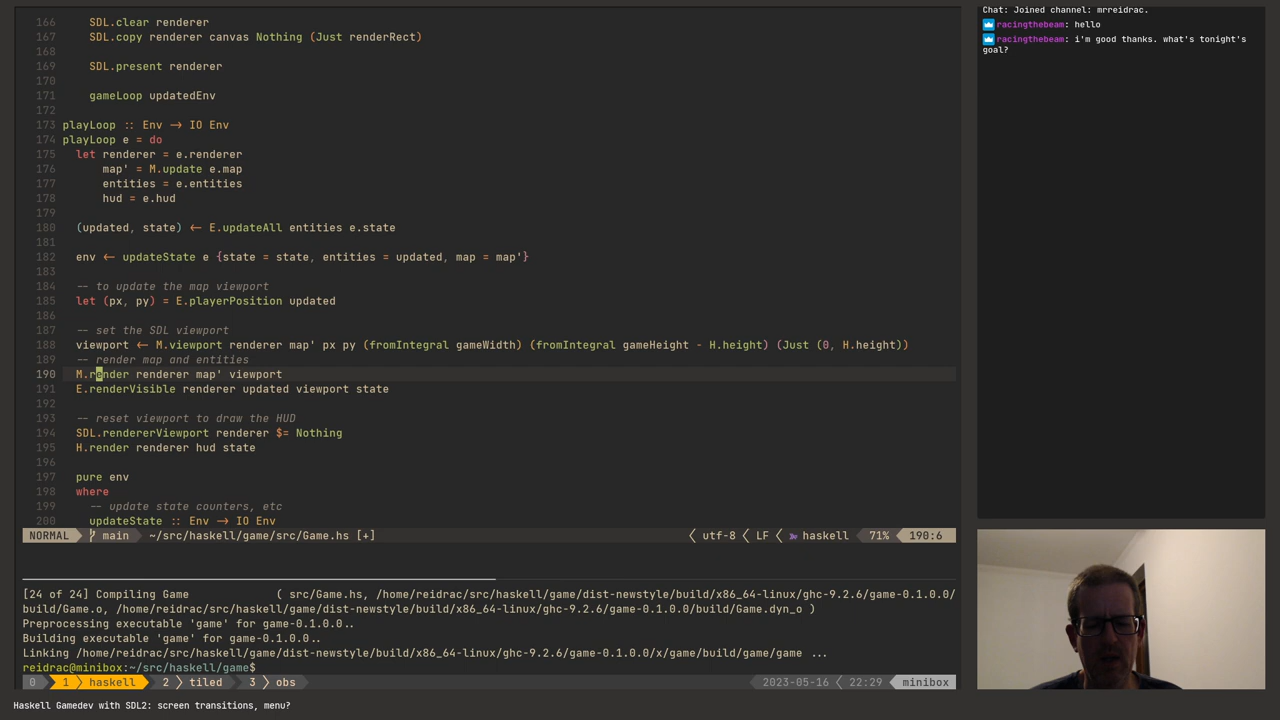 166     SDL.clear renderer
167     SDL.copy renderer canvas Nothing (Just renderRect)
168
169     SDL.present renderer
170
171     gameLoop updatedEnv
172
173 playLoop :: Env → IO Env
174 playLoop e = do
175   let renderer = e.renderer
176       map' = M.update e.map
177       entities = e.entities
178       hud = e.hud
179
180   (updated, state) ← E.updateAll entities e.state
181
182   env ← updateState e {state = state, entities = updated, map = map'}
183
184   -- to update the map viewport
185   let (px, py) = E.playerPosition updated
186
187   -- set the SDL viewport
188   viewport ← M.viewport renderer map' px py (fromIntegral gameWidth) (fromIntegral gameHeight - H.height) (Just (0, H.height))
189   -- render map and entities
190   M.render renderer map' viewport
191   E.renderVisible renderer updated viewport state
192
193   -- reset viewport to draw the HUD
194   SDL.rendererViewport renderer $= Nothing
195   H.render renderer hud state
196
197   pure env
198   where
199     -- update state counters, etc
200     updateState :: Env → IO Env
NORMAL main ~/src/haskell/game/src/Game.hs [+] utf-8 LF haskell 71% 190:6
[24 of 24] Compiling Game             ( src/Game.hs, /home/reidrac/src/haskell/game/dist-newstyle/build/x86_64-linux/ghc-9.2.6/game-0.1.0.0/
build/Game.o, /home/reidrac/src/haskell/game/dist-newstyle/build/x86_64-linux/ghc-9.2.6/game-0.1.0.0/build/Game.dyn_o )
Preprocessing executable 'game' for game-0.1.0.0..
Building executable 'game' for game-0.1.0.0..
Linking /home/reidrac/src/haskell/game/dist-newstyle/build/x86_64-linux/ghc-9.2.6/game-0.1.0.0/x/game/build/game/game ...
reidrac@minibox:~/src/haskell/game$
0 1 haskell 2 tiled 3 obs 2023-05-16 22:29 minibox
Haskell Gamedev with SDL2: screen transitions, menu?
Chat: Joined channel: mrreidrac.
racingthebeam: hello
racingthebeam: i'm good thanks. what's tonight's
goal?